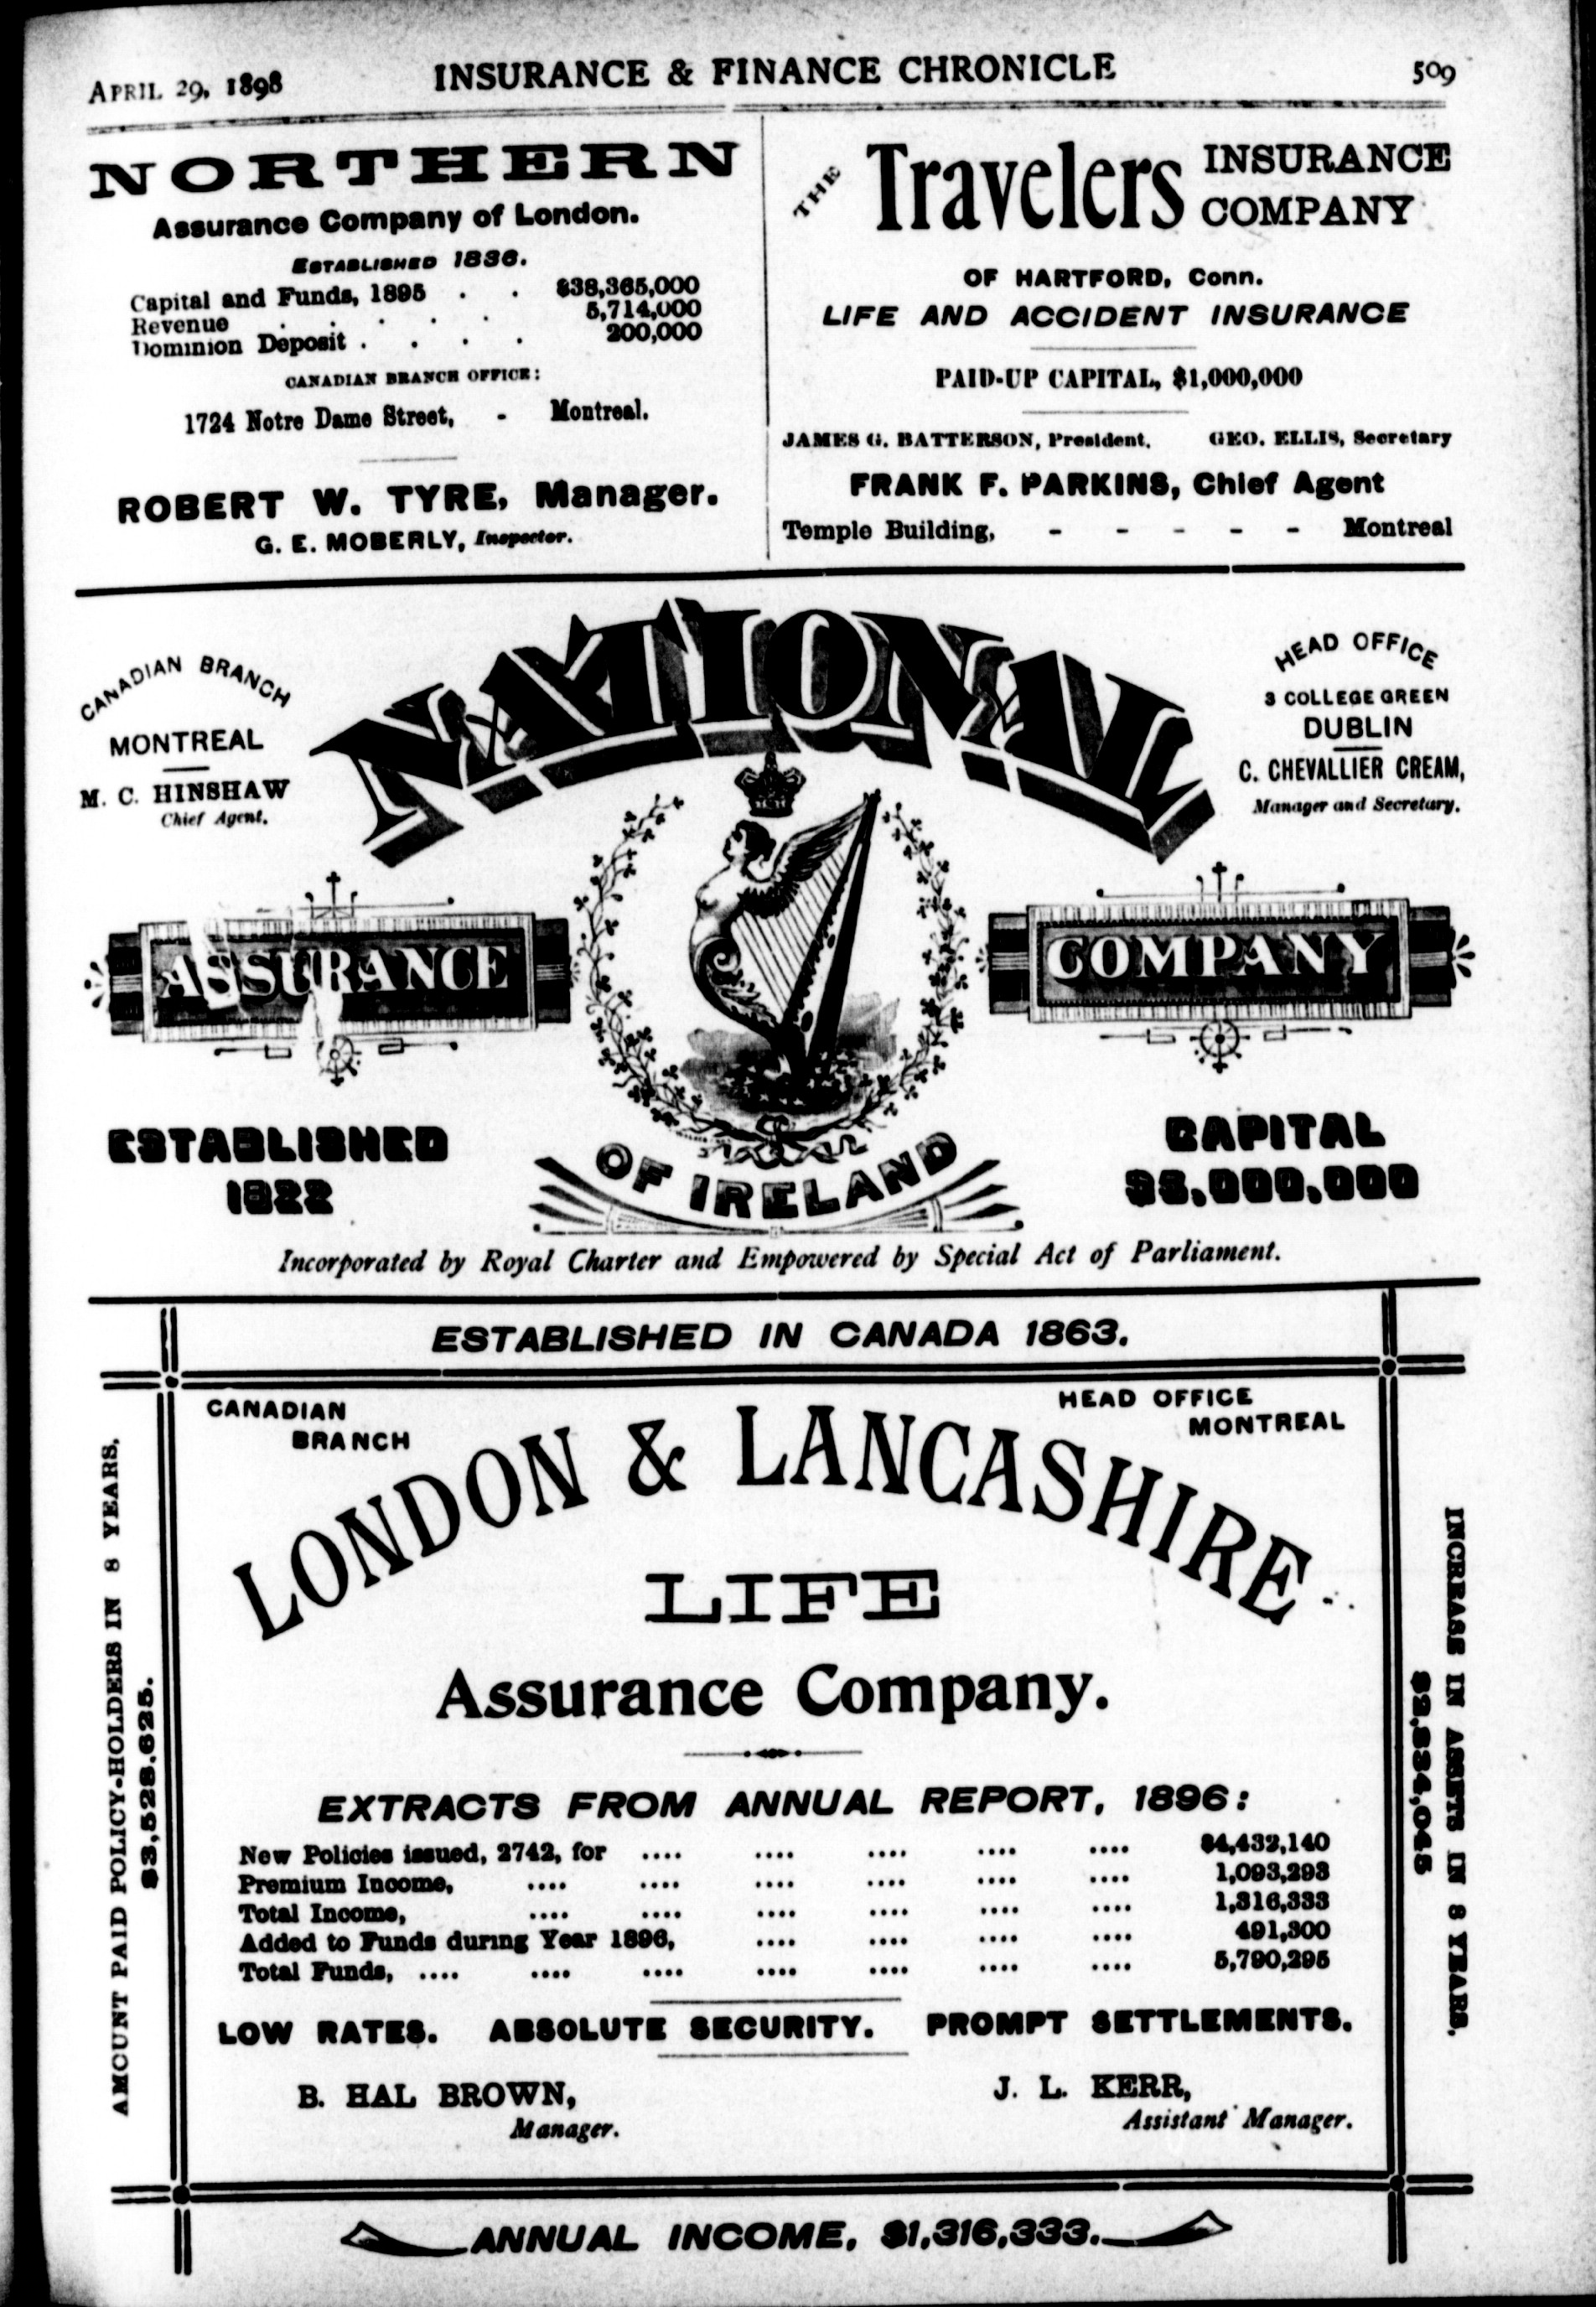 APRIL 29, 1898 INSURANCE & FINANCE CHRONICLE 509
NORTHERN
Assurance Company of London.
ESTABLISHED 1836.
Capital and Funds, 1895 . . $38,365,000
Revenue . . . . . 5,714,000
Dominion Deposit . . . . 200,000
CANADIAN BRANCH OFFICE:
1724 Notre Dame Street, - Montreal.
ROBERT W. TYRE, Manager.
G. E. MOBERLY, Inspector.
THE Travelers INSURANCE
COMPANY
OF HARTFORD, Conn.
LIFE AND ACCIDENT INSURANCE
PAID-UP CAPITAL, $1,000,000
JAMES G. BATTERSON, President. GEO. ELLIS, Secretary
FRANK F. PARKINS, Chief Agent
Temple Building, - - - - - Montreal
CANADIAN BRANCH
MONTREAL
M. C. HINSHAW
Chief Agent.
NATIONAL
HEAD OFFICE
3 COLLEGE GREEN
DUBLIN
C. CHEVALLIER CREAM,
Manager and Secretary.
ASSURANCE
COMPANY
ESTABLISHED
1822
OF IRELAND
CAPITAL
$5,000,000
Incorporated by Royal Charter and Empowered by Special Act of Parliament.
ESTABLISHED IN CANADA 1863.
CANADIAN
BRANCH
HEAD OFFICE
MONTREAL
LONDON & LANCASHIRE
LIFE
Assurance Company.
EXTRACTS FROM ANNUAL REPORT, 1896:
New Policies issued, 2742, for .... .... .... .... .... $4,432,140
Premium Income, .... .... .... .... .... .... 1,093,293
Total Income, .... .... .... .... .... .... 1,316,333
Added to Funds during Year 1896, .... .... .... .... 491,300
Total Funds, .... .... .... .... .... .... .... 5,790,295
LOW RATES. ABSOLUTE SECURITY. PROMPT SETTLEMENTS.
B. HAL BROWN,
Manager.
J. L. KERR,
Assistant Manager.
AMOUNT PAID POLICY-HOLDERS IN 8 YEARS,
$3,528,625.
INCREASE IN ASSETS IN 8 YEARS,
$2,834,045
ANNUAL INCOME, $1,316,333.